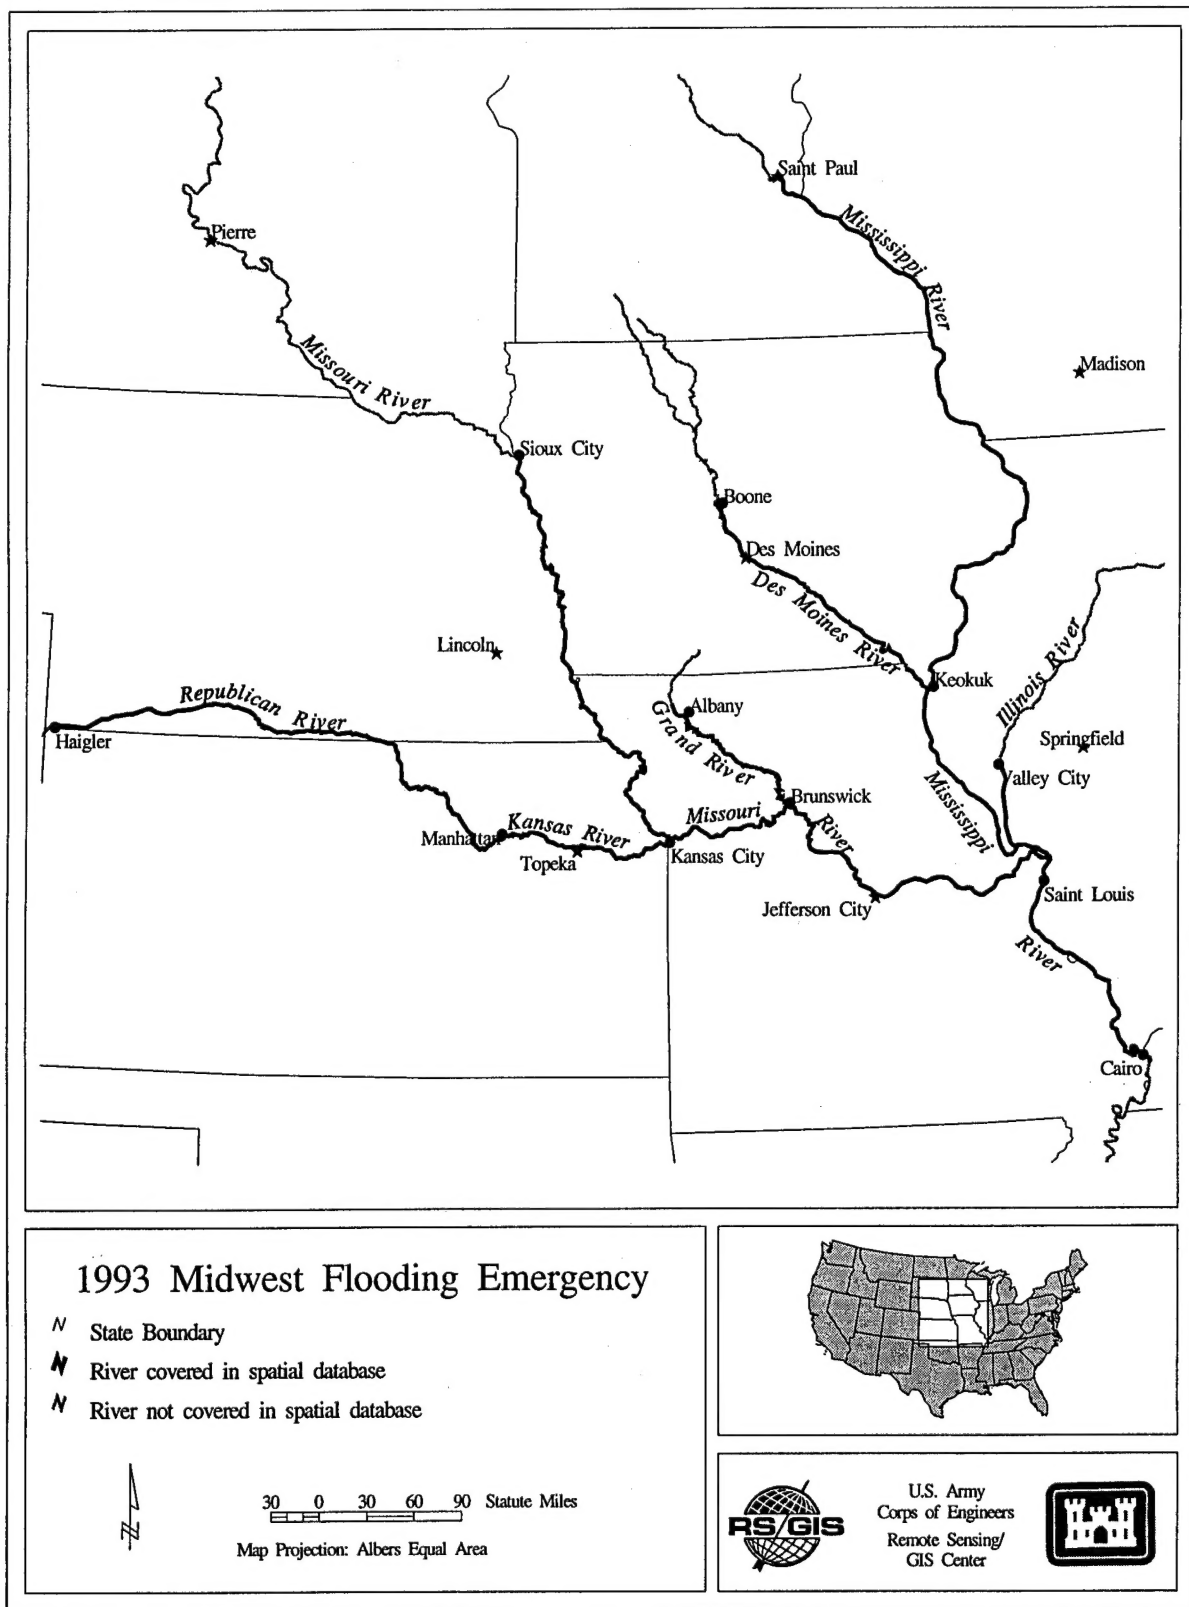 Saint Paul
Mississippi River
Pierre
Madison
Missouri River
Sioux City
Boone
Des Moines
Des Moines River
Lincoln
Illinois River
Keokuk
Republican River
Albany
Grand River
Haigler
Springfield
Valley City
Brunswick
Missouri
River
Mississippi
Kansas River
Manhattan
Topeka
Kansas City
Jefferson City
Saint Louis
River
Cairo
1993 Midwest Flooding Emergency
N State Boundary
N River covered in spatial database
N River not covered in spatial database
N
30 0 30 60 90 Statute Miles
Map Projection: Albers Equal Area
RS/GIS
U.S. Army
Corps of Engineers
Remote Sensing/
GIS Center